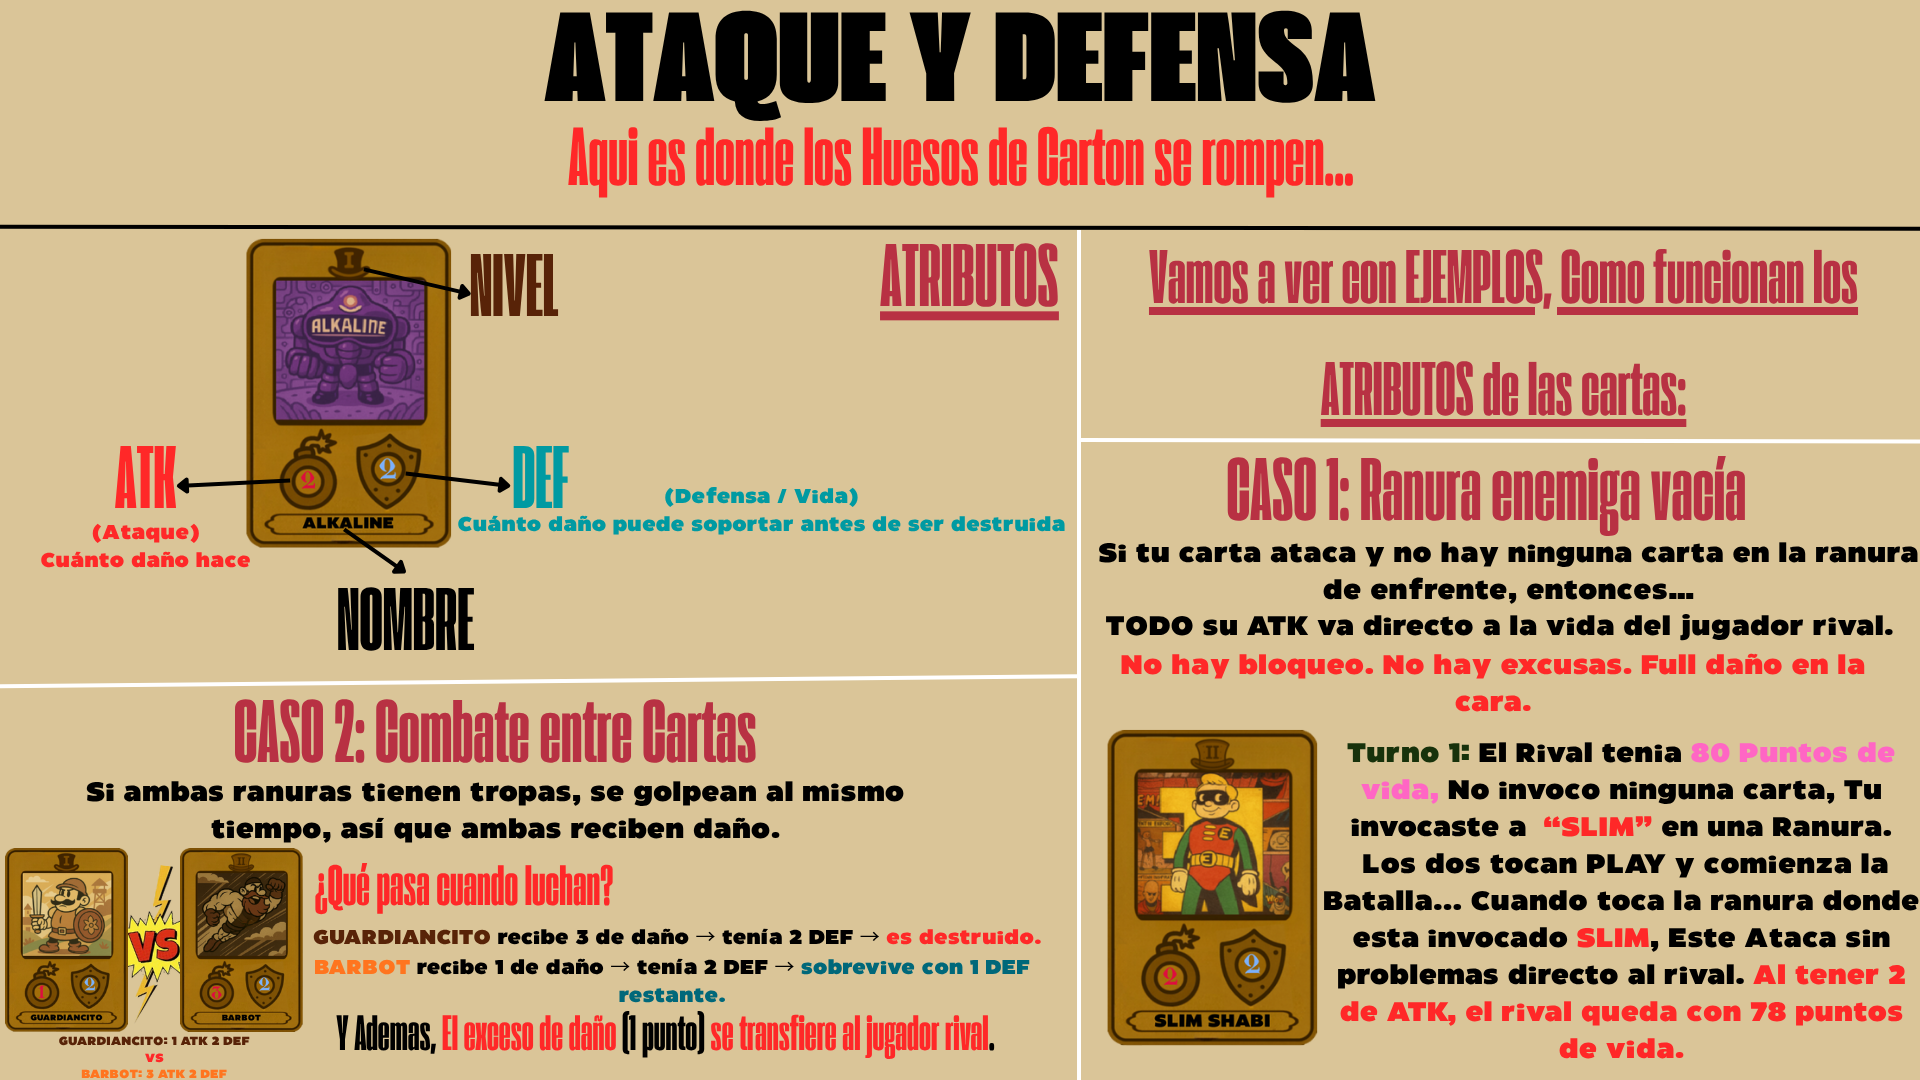 ATAQUE Y DEFENSA
Aqui es donde los Huesos de Carton se rompen...
I
ALKALINE
2
2
ALKALINE
NIVEL
ATRIBUTOS
ATK
(Ataque)
Cuánto daño hace
DEF
(Defensa / Vida)
Cuánto daño puede soportar antes de ser destruida
NOMBRE
Vamos a ver con EJEMPLOS, Como funcionan los
ATRIBUTOS de las cartas:
CASO 1: Ranura enemiga vacía
Si tu carta ataca y no hay ninguna carta en la ranura
de enfrente, entonces...
TODO su ATK va directo a la vida del jugador rival.
No hay bloqueo. No hay excusas. Full daño en la
cara.
II
E
3
2
2
SLIM SHABI
Turno 1: El Rival tenia 80 Puntos de
vida, No invoco ninguna carta, Tu
invocaste a “SLIM” en una Ranura.
Los dos tocan PLAY y comienza la
Batalla... Cuando toca la ranura donde
esta invocado SLIM, Este Ataca sin
problemas directo al rival. Al tener 2
de ATK, el rival queda con 78 puntos
de vida.
CASO 2: Combate entre Cartas
Si ambas ranuras tienen tropas, se golpean al mismo
tiempo, así que ambas reciben daño.
I
1
2
GUARDIANCITO
VS
II
3
2
BARBOT
GUARDIANCITO: 1 ATK 2 DEF
VS
BARBOT: 3 ATK 2 DEF
¿Qué pasa cuando luchan?
GUARDIANCITO recibe 3 de daño → tenía 2 DEF → es destruido.
BARBOT recibe 1 de daño → tenía 2 DEF → sobrevive con 1 DEF
restante.
Y Ademas, El exceso de daño (1 punto) se transfiere al jugador rival.